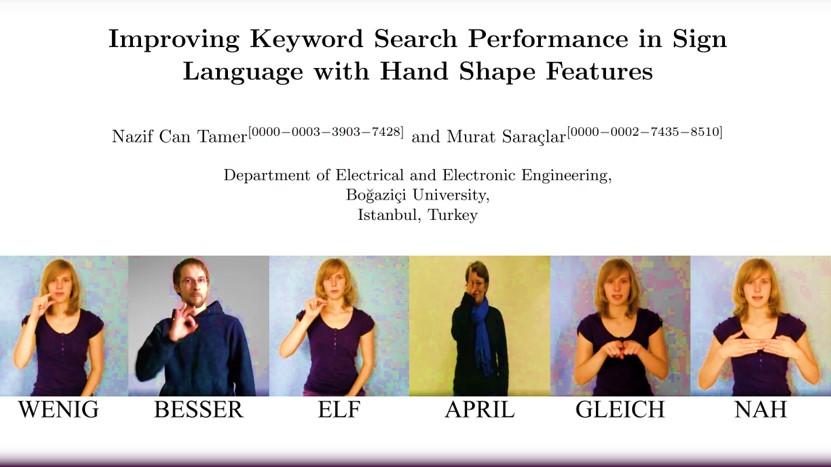 Improving Keyword Search Performance in Sign
Language with Hand Shape Features
Nazif Can Tamer[0000−0003−3903−7428] and Murat Saraçlar[0000−0002−7435−8510]
Department of Electrical and Electronic Engineering,
Boğaziçi University,
Istanbul, Turkey
WENIG BESSER ELF APRIL GLEICH NAH